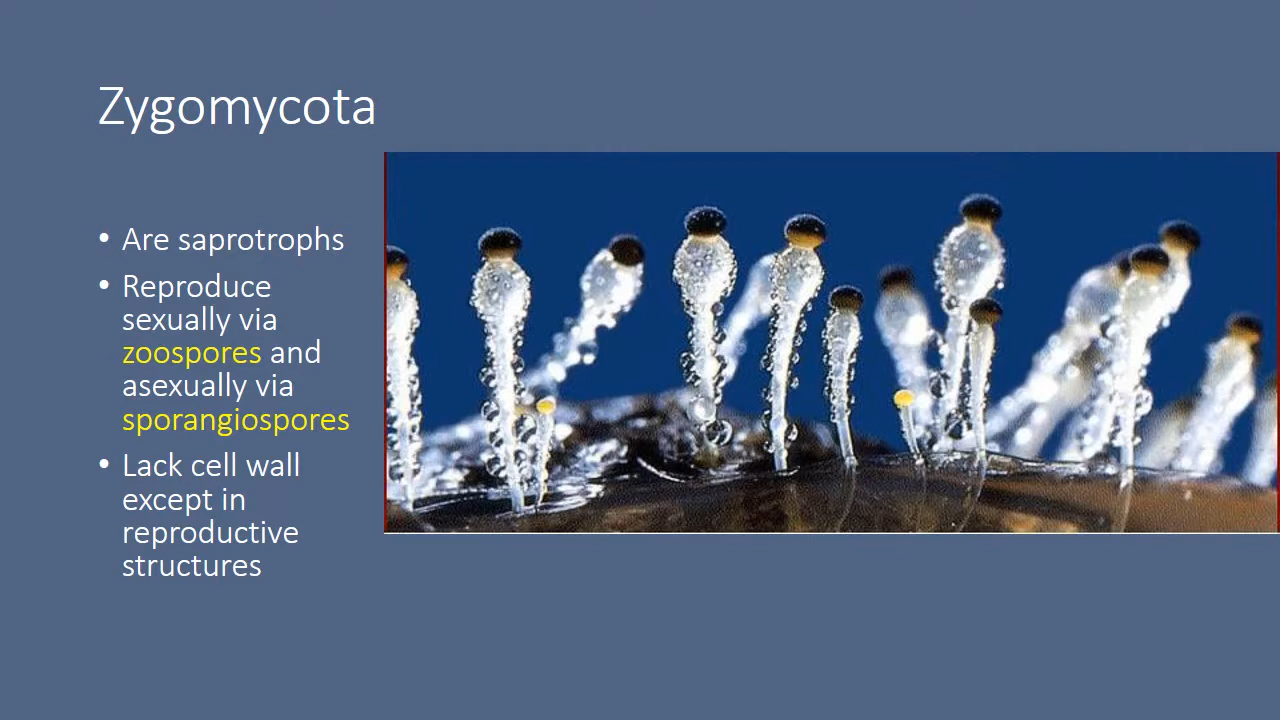 Zygomycota
• Are saprotrophs
• Reproduce
sexually via
zoospores and
asexually via
sporangiospores
• Lack cell wall
except in
reproductive
structures